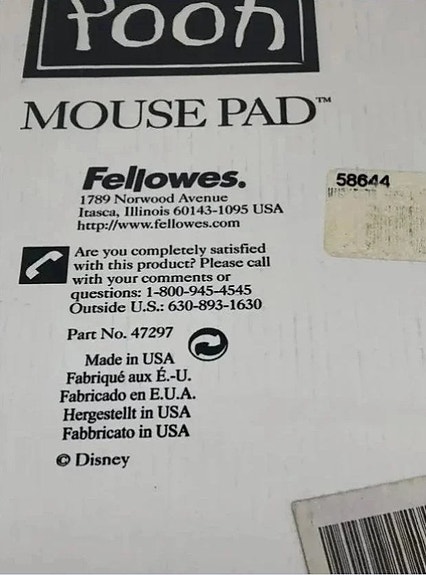 Pooh
MOUSE PAD™
Fellowes.
58644
1789 Norwood Avenue
Itasca, Illinois 60143-1095 USA
http://www.fellowes.com
Are you completely satisfied
with this product? Please call
with your comments or
questions: 1-800-945-4545
Outside U.S.: 630-893-1630
Part No. 47297
Made in USA
Fabriqué aux É.-U.
Fabricado en E.U.A.
Hergestellt in USA
Fabbricato in USA
© Disney